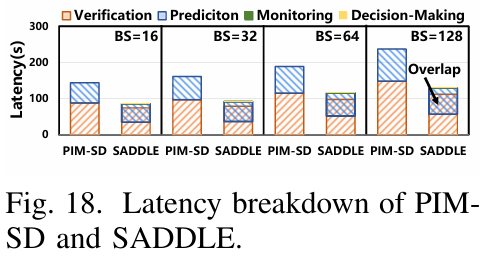 Verification Prediciton Monitoring Decision-Making
Latency(s)
300
200
100
0
BS=16 BS=32 BS=64 BS=128
Overlap
PIM-SD SADDLE PIM-SD SADDLE PIM-SD SADDLE PIM-SD SADDLE
Fig. 18. Latency breakdown of PIM-
SD and SADDLE.